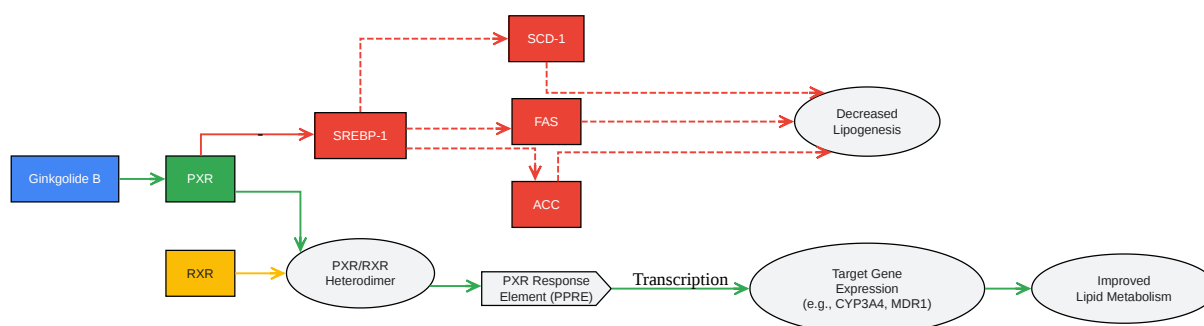 SCD-1
FAS
Decreased
Lipogenesis
-
SREBP-1
Ginkgolide B
PXR
ACC
RXR
PXR/RXR
Heterodimer
PXR Response
Element (PPRE)
Transcription
Target Gene
Expression
(e.g., CYP3A4, MDR1)
Improved
Lipid Metabolism